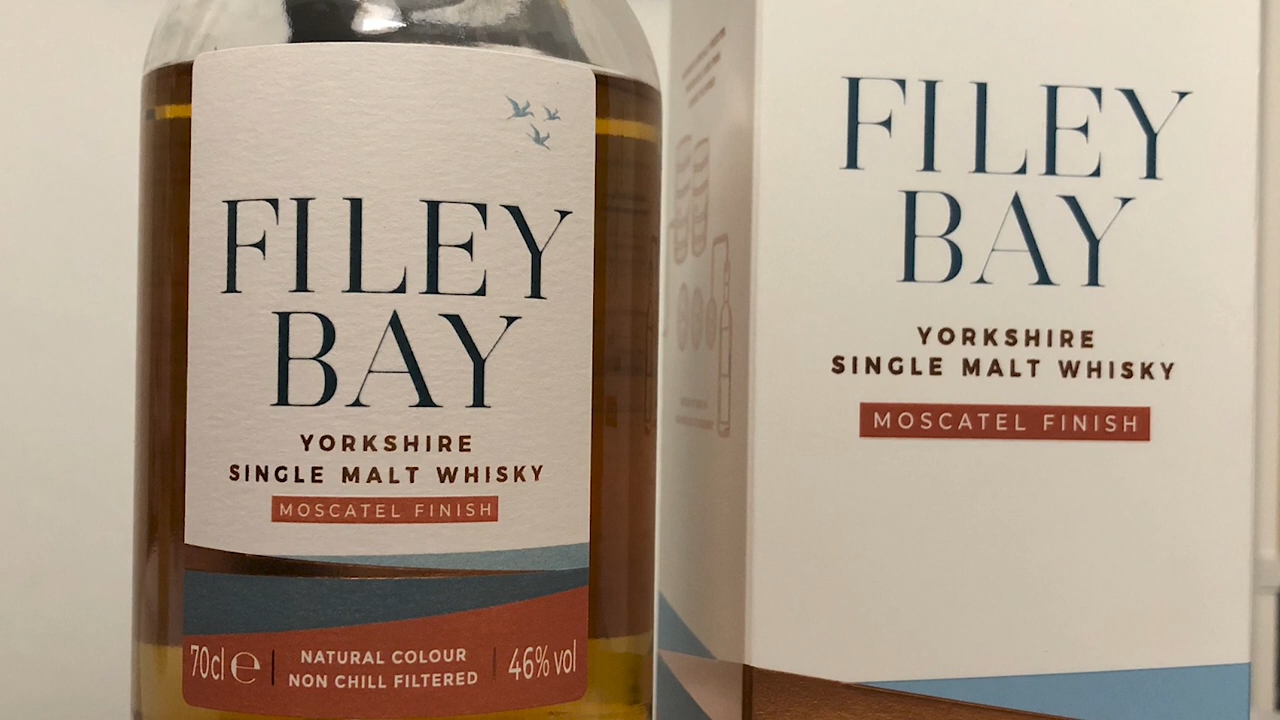 FILEY
BAY
YORKSHIRE
SINGLE MALT WHISKY
MOSCATEL FINISH
70cl e
NATURAL COLOUR
NON CHILL FILTERED
46% vol
FILEY
BAY
YORKSHIRE
SINGLE MALT WHISKY
MOSCATEL FINISH